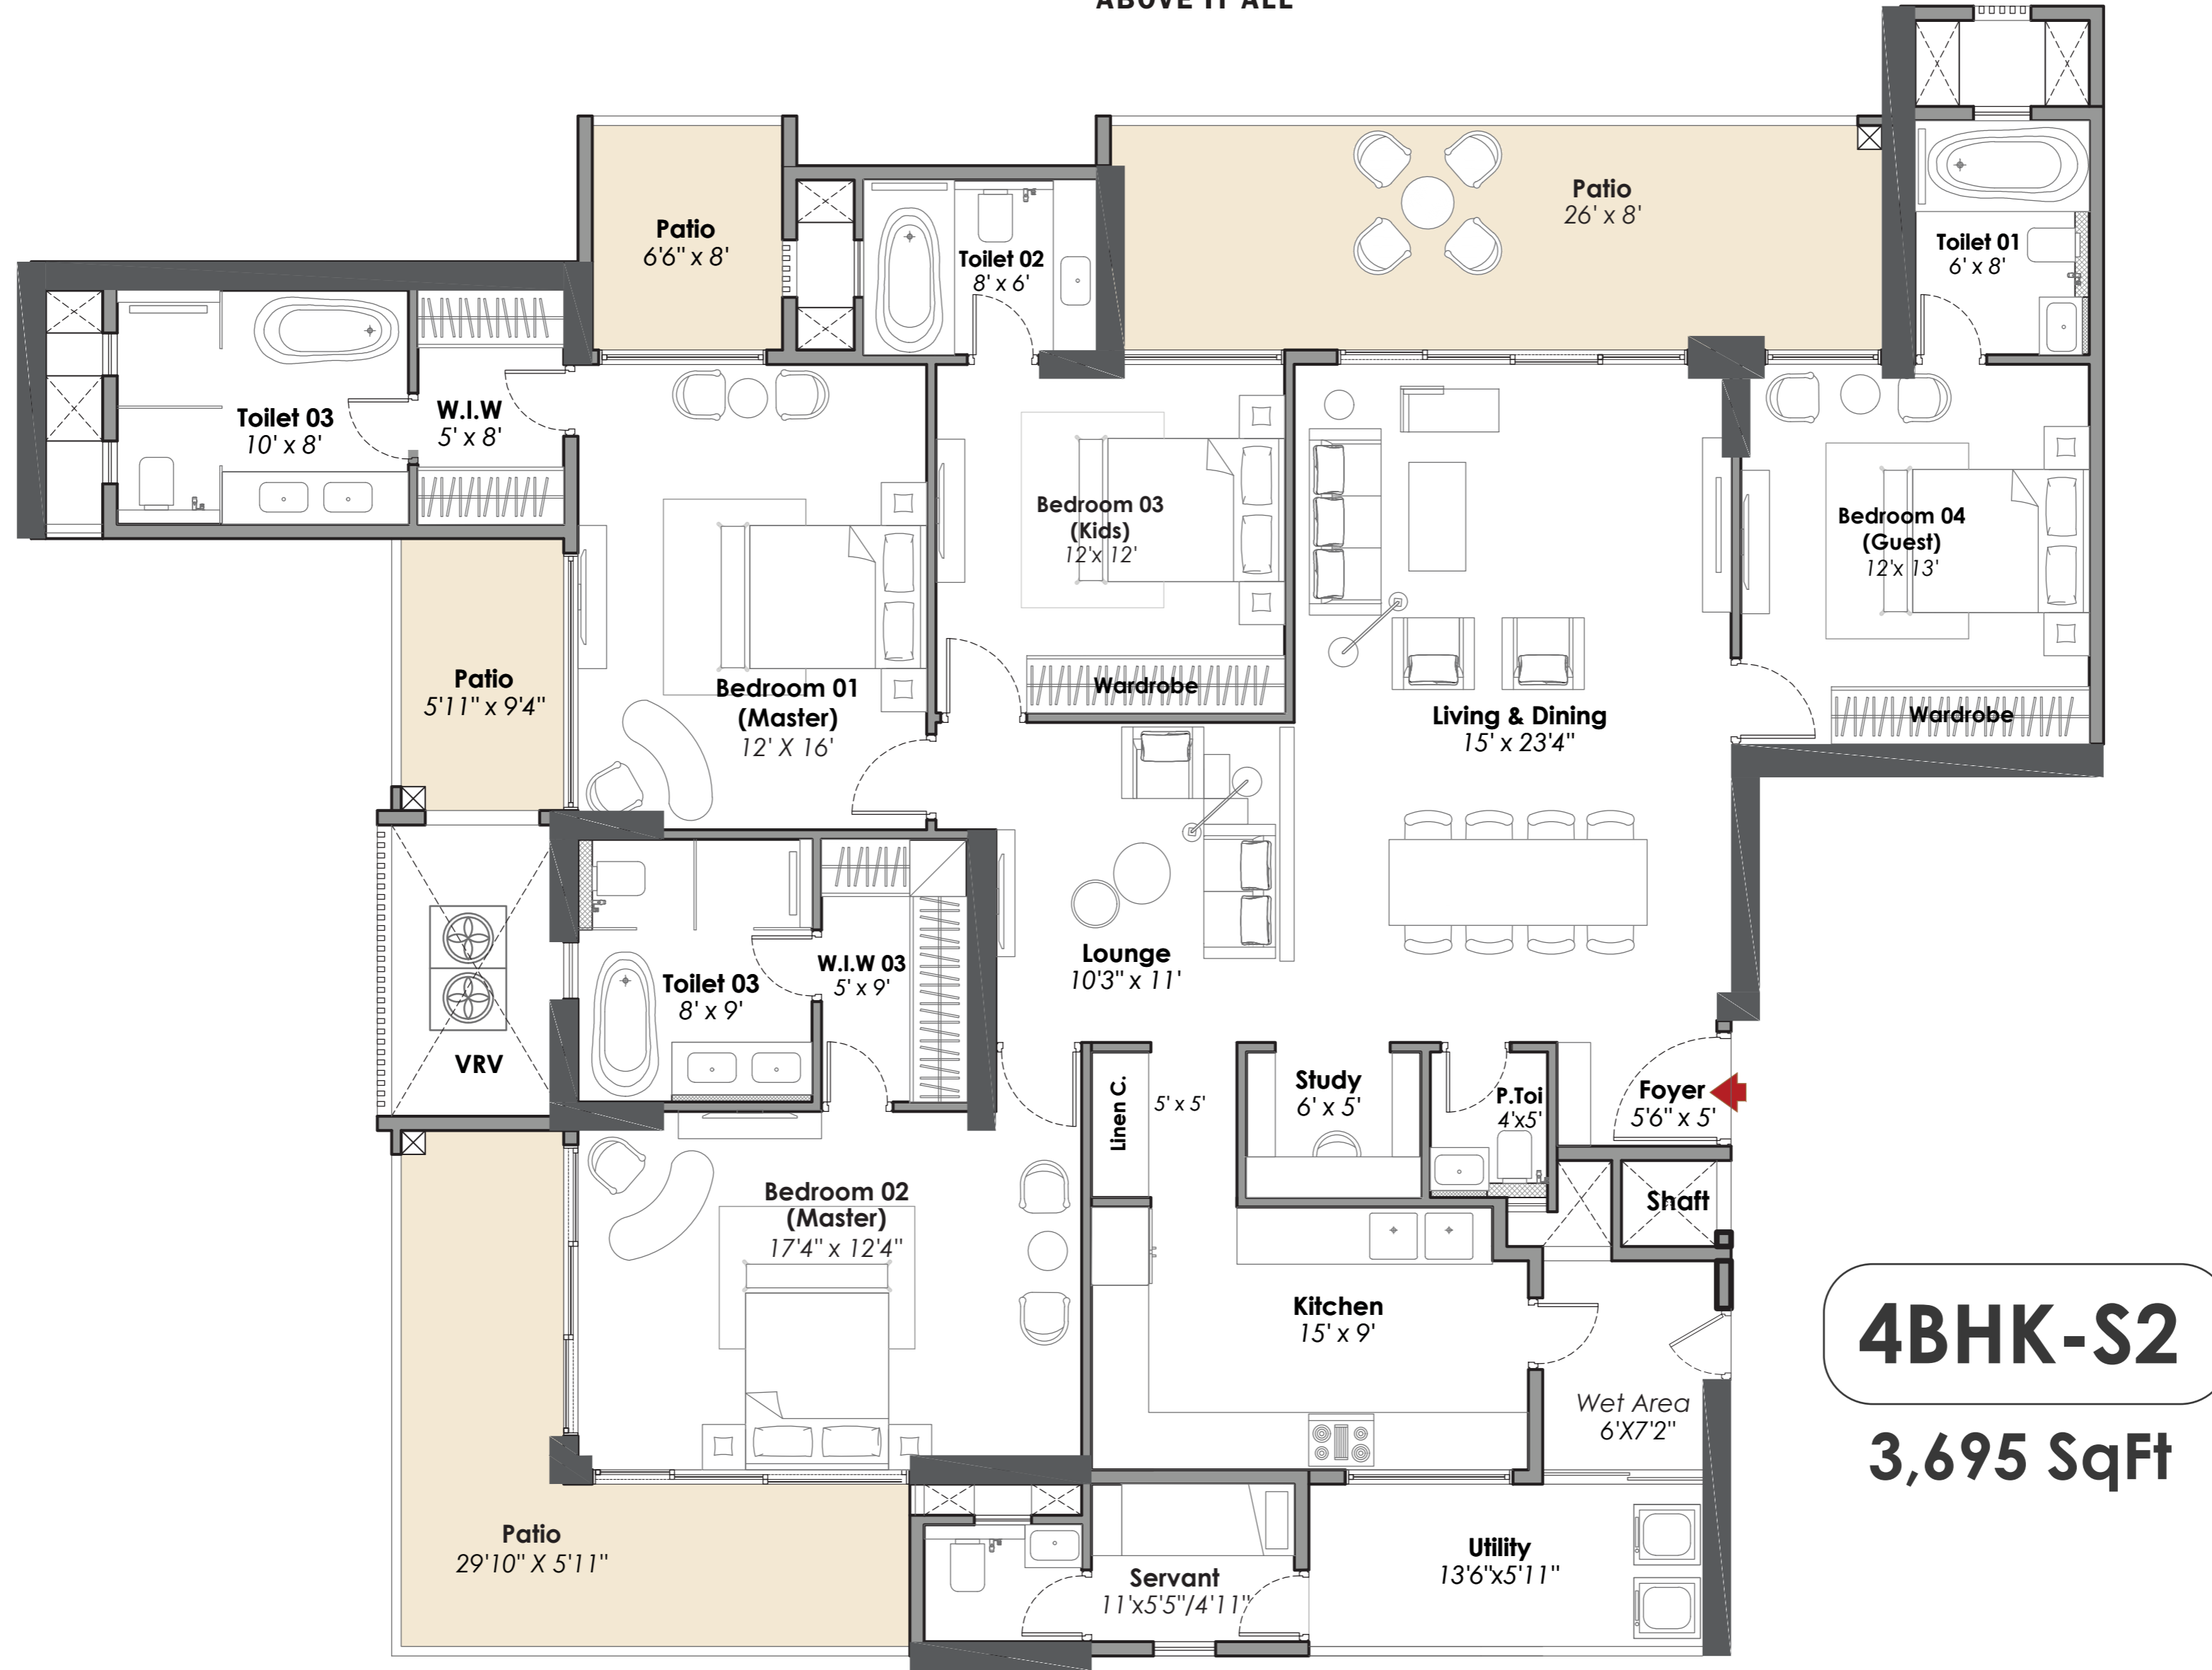 ABOVE IT ALL
Patio
6'6" x 8'
Toilet 02
8' x 6'
Patio
26' x 8'
Toilet 01
6' x 8'
Toilet 03
10' x 8'
W.I.W
5' x 8'
Bedroom 03
(Kids)
12'x 12'
Wardrobe
Bedroom 04
(Guest)
12'x 13'
Wardrobe
Patio
5'11" x 9'4"
Bedroom 01
(Master)
12' X 16'
Living & Dining
15' x 23'4"
Toilet 03
8' x 9'
W.I.W 03
5' x 9'
Lounge
10'3" x 11'
VRV
Linen C.
5' x 5'
Study
6' x 5'
P.Toi
4'x5'
Foyer
5'6" x 5'
Shaft
Bedroom 02
(Master)
17'4" x 12'4"
Kitchen
15' x 9'
Wet Area
6'X7'2"
4BHK-S2
3,695 SqFt
Patio
29'10" X 5'11"
Servant
11'x5'5"/4'11"
Utility
13'6"x5'11"